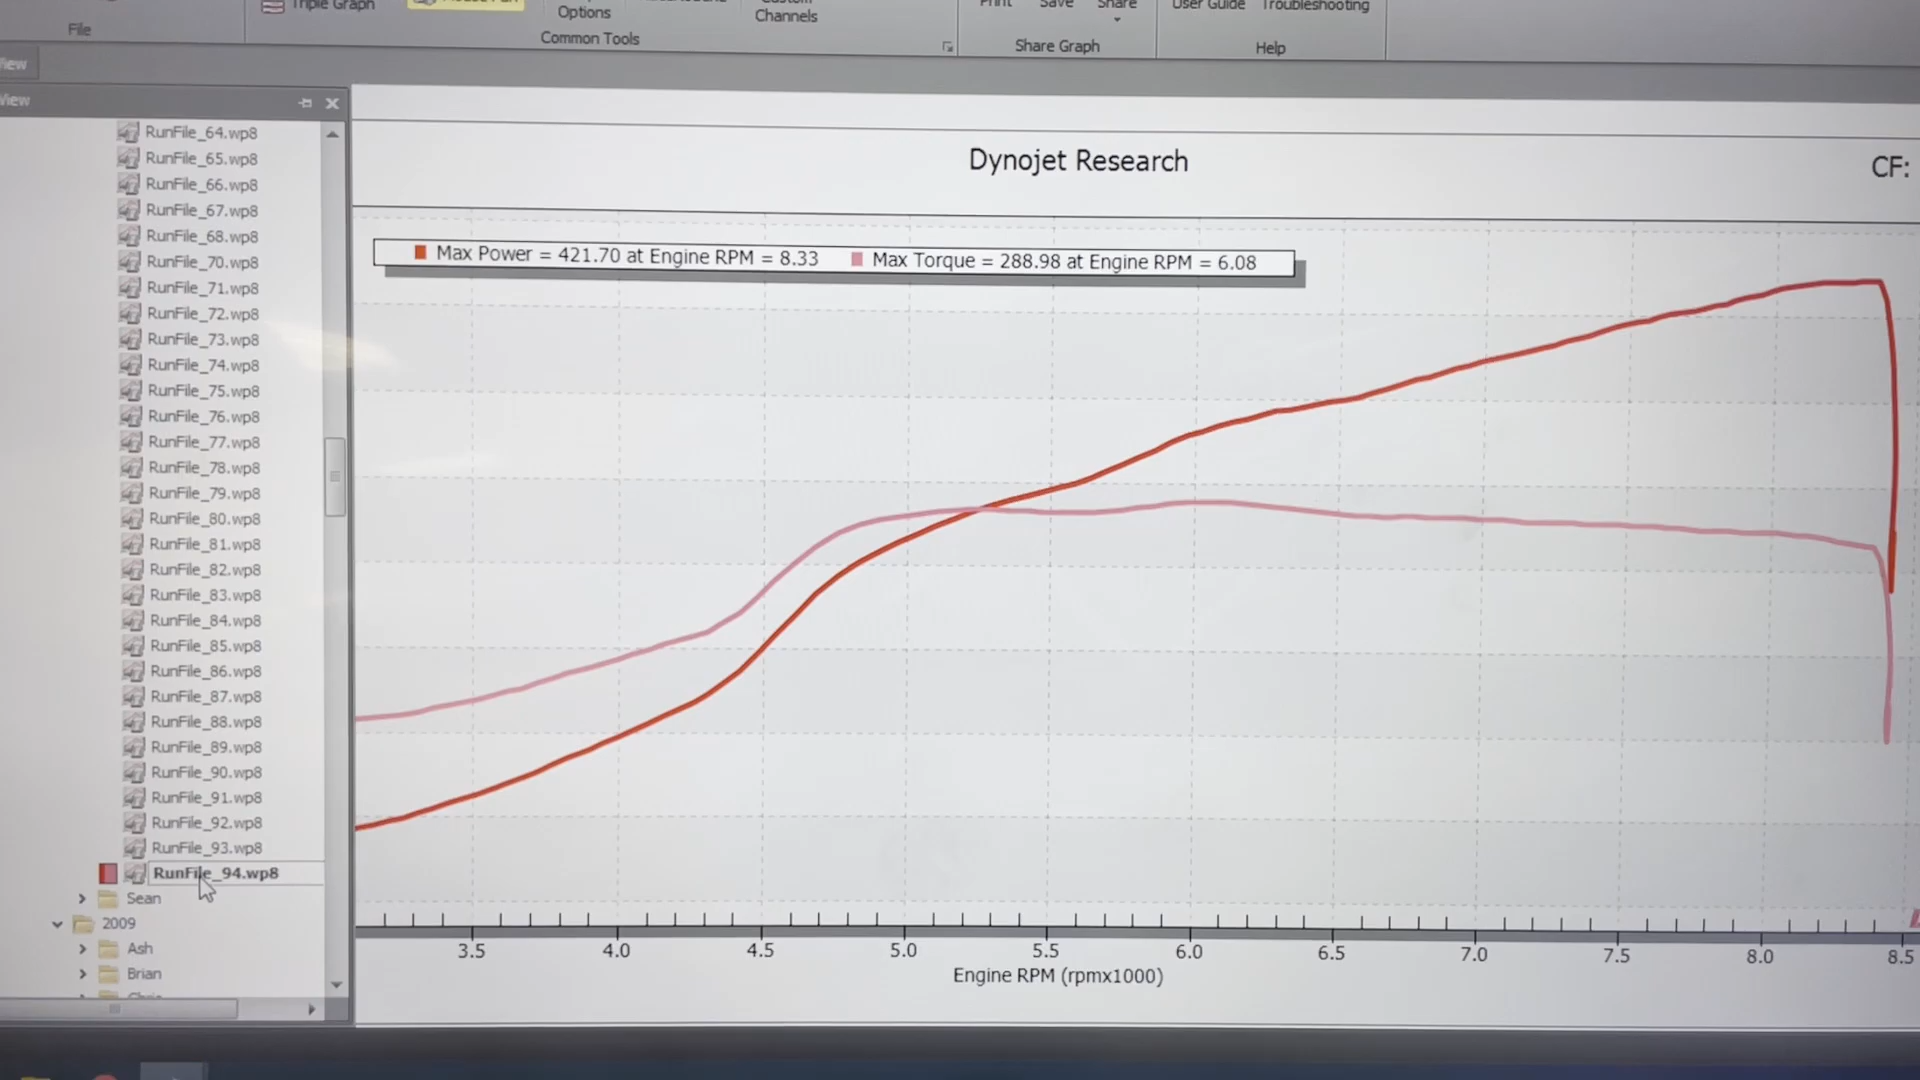 Triple Graph
Options
Channels
Print
Save
Share
User Guide
Troubleshooting
File
Common Tools
Share Graph
Help
View
View
RunFile_64.wp8
RunFile_65.wp8
RunFile_66.wp8
RunFile_67.wp8
RunFile_68.wp8
RunFile_70.wp8
RunFile_71.wp8
RunFile_72.wp8
RunFile_73.wp8
RunFile_74.wp8
RunFile_75.wp8
RunFile_76.wp8
RunFile_77.wp8
RunFile_78.wp8
RunFile_79.wp8
RunFile_80.wp8
RunFile_81.wp8
RunFile_82.wp8
RunFile_83.wp8
RunFile_84.wp8
RunFile_85.wp8
RunFile_86.wp8
RunFile_87.wp8
RunFile_88.wp8
RunFile_89.wp8
RunFile_90.wp8
RunFile_91.wp8
RunFile_92.wp8
RunFile_93.wp8
RunFile_94.wp8
Sean
2009
Ash
Brian
Dynojet Research
CF:
Max Power = 421.70 at Engine RPM = 8.33 Max Torque = 288.98 at Engine RPM = 6.08
3.5 4.0 4.5 5.0 5.5 6.0 6.5 7.0 7.5 8.0 8.5
Engine RPM (rpmx1000)